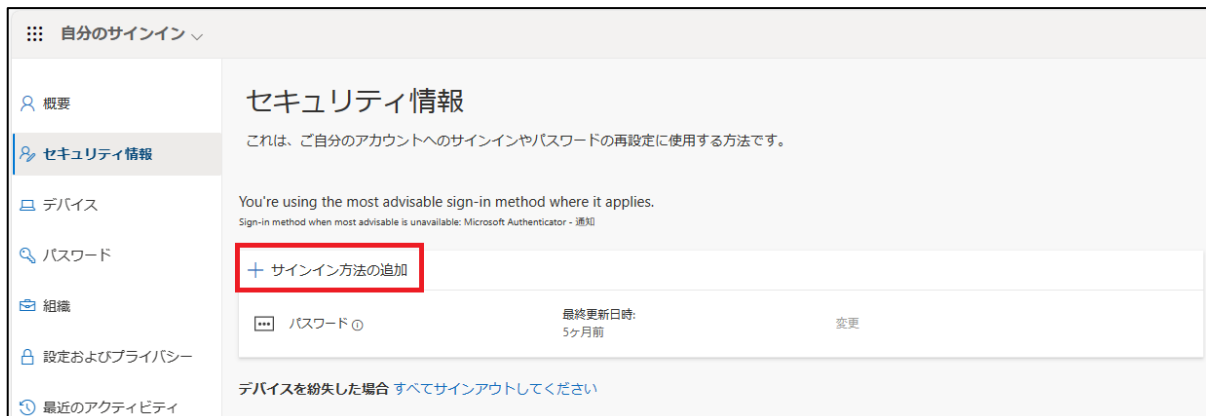 自分のサインイン
概要
セキュリティ情報
デバイス
パスワード
組織
設定およびプライバシー
最近のアクティビティ
セキュリティ情報
これは、ご自分のアカウントへのサインインやパスワードの再設定に使用する方法です。
You're using the most advisable sign-in method where it applies.
Sign-in method when most advisable is unavailable: Microsoft Authenticator - 通知
サインイン方法の追加
パスワード
最終更新日時:
5ヶ月前
変更
デバイスを紛失した場合 すべてサインアウトしてください